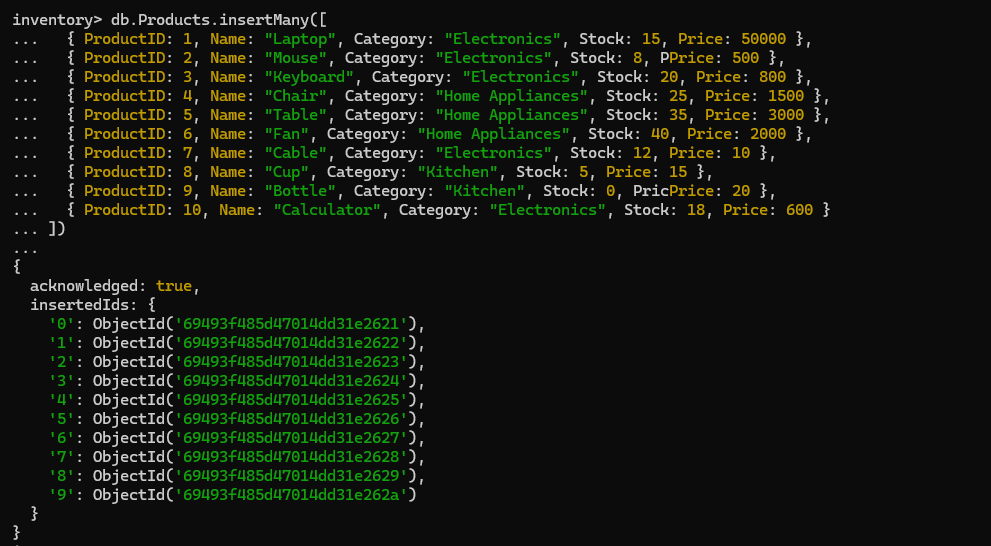 inventory> db.Products.insertMany([
...   { ProductID: 1, Name: "Laptop", Category: "Electronics", Stock: 15, Price: 50000 },
...   { ProductID: 2, Name: "Mouse", Category: "Electronics", Stock: 8, PPrice: 500 },
...   { ProductID: 3, Name: "Keyboard", Category: "Electronics", Stock: 20, Price: 800 },
...   { ProductID: 4, Name: "Chair", Category: "Home Appliances", Stock: 25, Price: 1500 },
...   { ProductID: 5, Name: "Table", Category: "Home Appliances", Stock: 35, Price: 3000 },
...   { ProductID: 6, Name: "Fan", Category: "Home Appliances", Stock: 40, Price: 2000 },
...   { ProductID: 7, Name: "Cable", Category: "Electronics", Stock: 12, Price: 10 },
...   { ProductID: 8, Name: "Cup", Category: "Kitchen", Stock: 5, Price: 15 },
...   { ProductID: 9, Name: "Bottle", Category: "Kitchen", Stock: 0, PricPrice: 20 },
...   { ProductID: 10, Name: "Calculator", Category: "Electronics", Stock: 18, Price: 600 }
... ])
...
{
  acknowledged: true,
  insertedIds: {
    '0': ObjectId('69493f485d47014dd31e2621'),
    '1': ObjectId('69493f485d47014dd31e2622'),
    '2': ObjectId('69493f485d47014dd31e2623'),
    '3': ObjectId('69493f485d47014dd31e2624'),
    '4': ObjectId('69493f485d47014dd31e2625'),
    '5': ObjectId('69493f485d47014dd31e2626'),
    '6': ObjectId('69493f485d47014dd31e2627'),
    '7': ObjectId('69493f485d47014dd31e2628'),
    '8': ObjectId('69493f485d47014dd31e2629'),
    '9': ObjectId('69493f485d47014dd31e262a')
  }
}